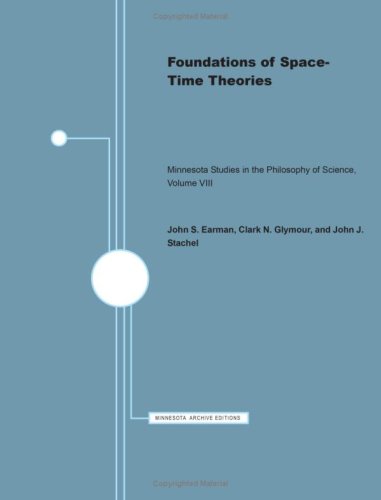 Copyrighted Material
Foundations of Space-
Time Theories
Minnesota Studies in the Philosophy of Science,
Volume VIII
John S. Earman, Clark N. Glymour, and John J.
Stachel
MINNESOTA ARCHIVE EDITIONS
Copyrighted Material